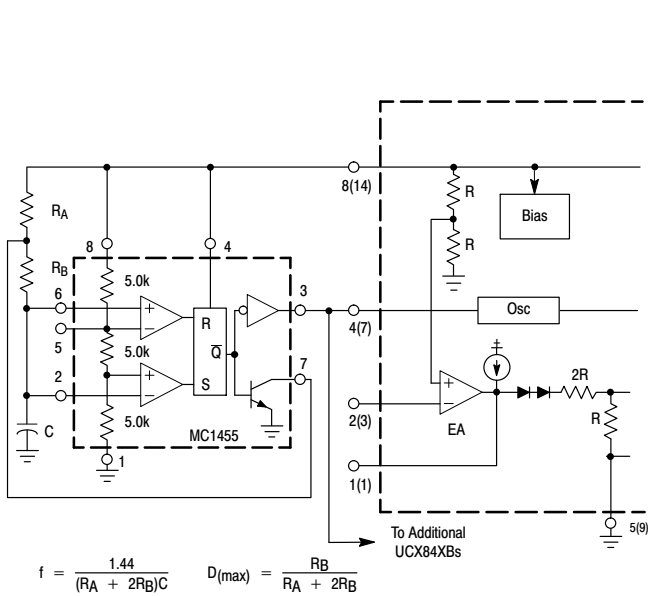 8(14)
R
Bias
R
RA
RB
8
4
5.0k
6
5
5.0k
2
5.0k
+
–
+
–
R
Q
S
3
7
MC1455
1
C
4(7)
Osc
+
2R
+
–
R
EA
2(3)
1(1)
5(9)
To Additional
UCX84XBs
f = 1.44 / (RA + 2RB)C
D(max) = RB / RA + 2RB